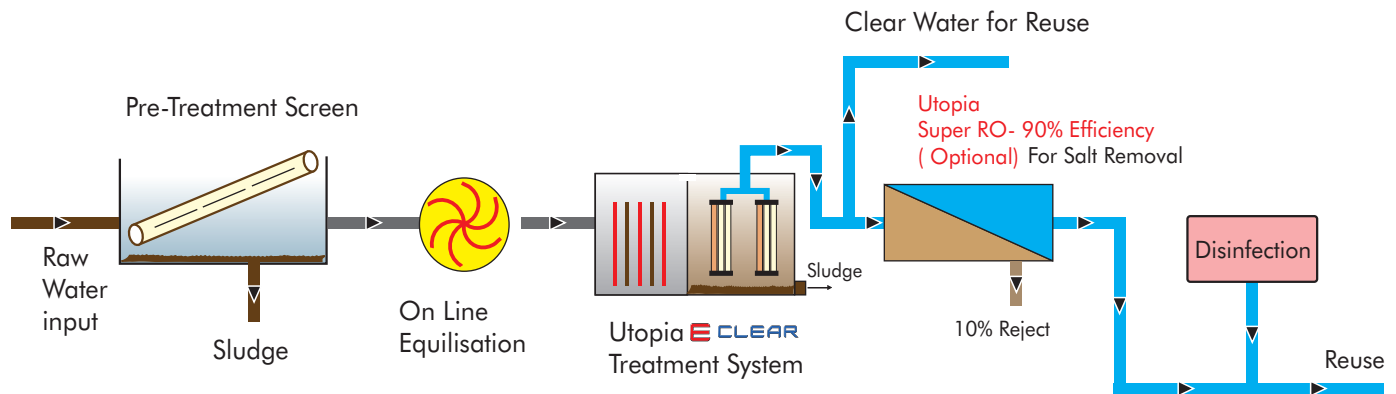 Clear Water for Reuse
Pre-Treatment Screen
Utopia
Super RO- 90% Efficiency
( Optional) For Salt Removal
Raw
Water
input
Sludge
On Line
Equilisation
Sludge
Utopia E CLEAR
Treatment System
10% Reject
Disinfection
Reuse